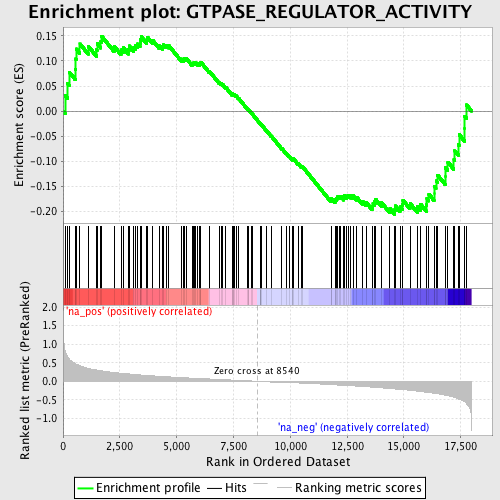 Enrichment plot: GTPASE_REGULATOR_ACTIVITY
Enrichment score (ES)
0.15
0.10
0.05
0.00
-0.05
-0.10
-0.15
-0.20
'na_pos' (positively correlated)
Ranked list metric (PreRanked)
2.0
1.5
1.0
0.5
0.0
-0.5
-1.0
Zero cross at 8540
'na_neg' (negatively correlated)
0
2,500
5,000
7,500
10,000
12,500
15,000
17,500
Rank in Ordered Dataset
Enrichment profile
Hits
Ranking metric scores